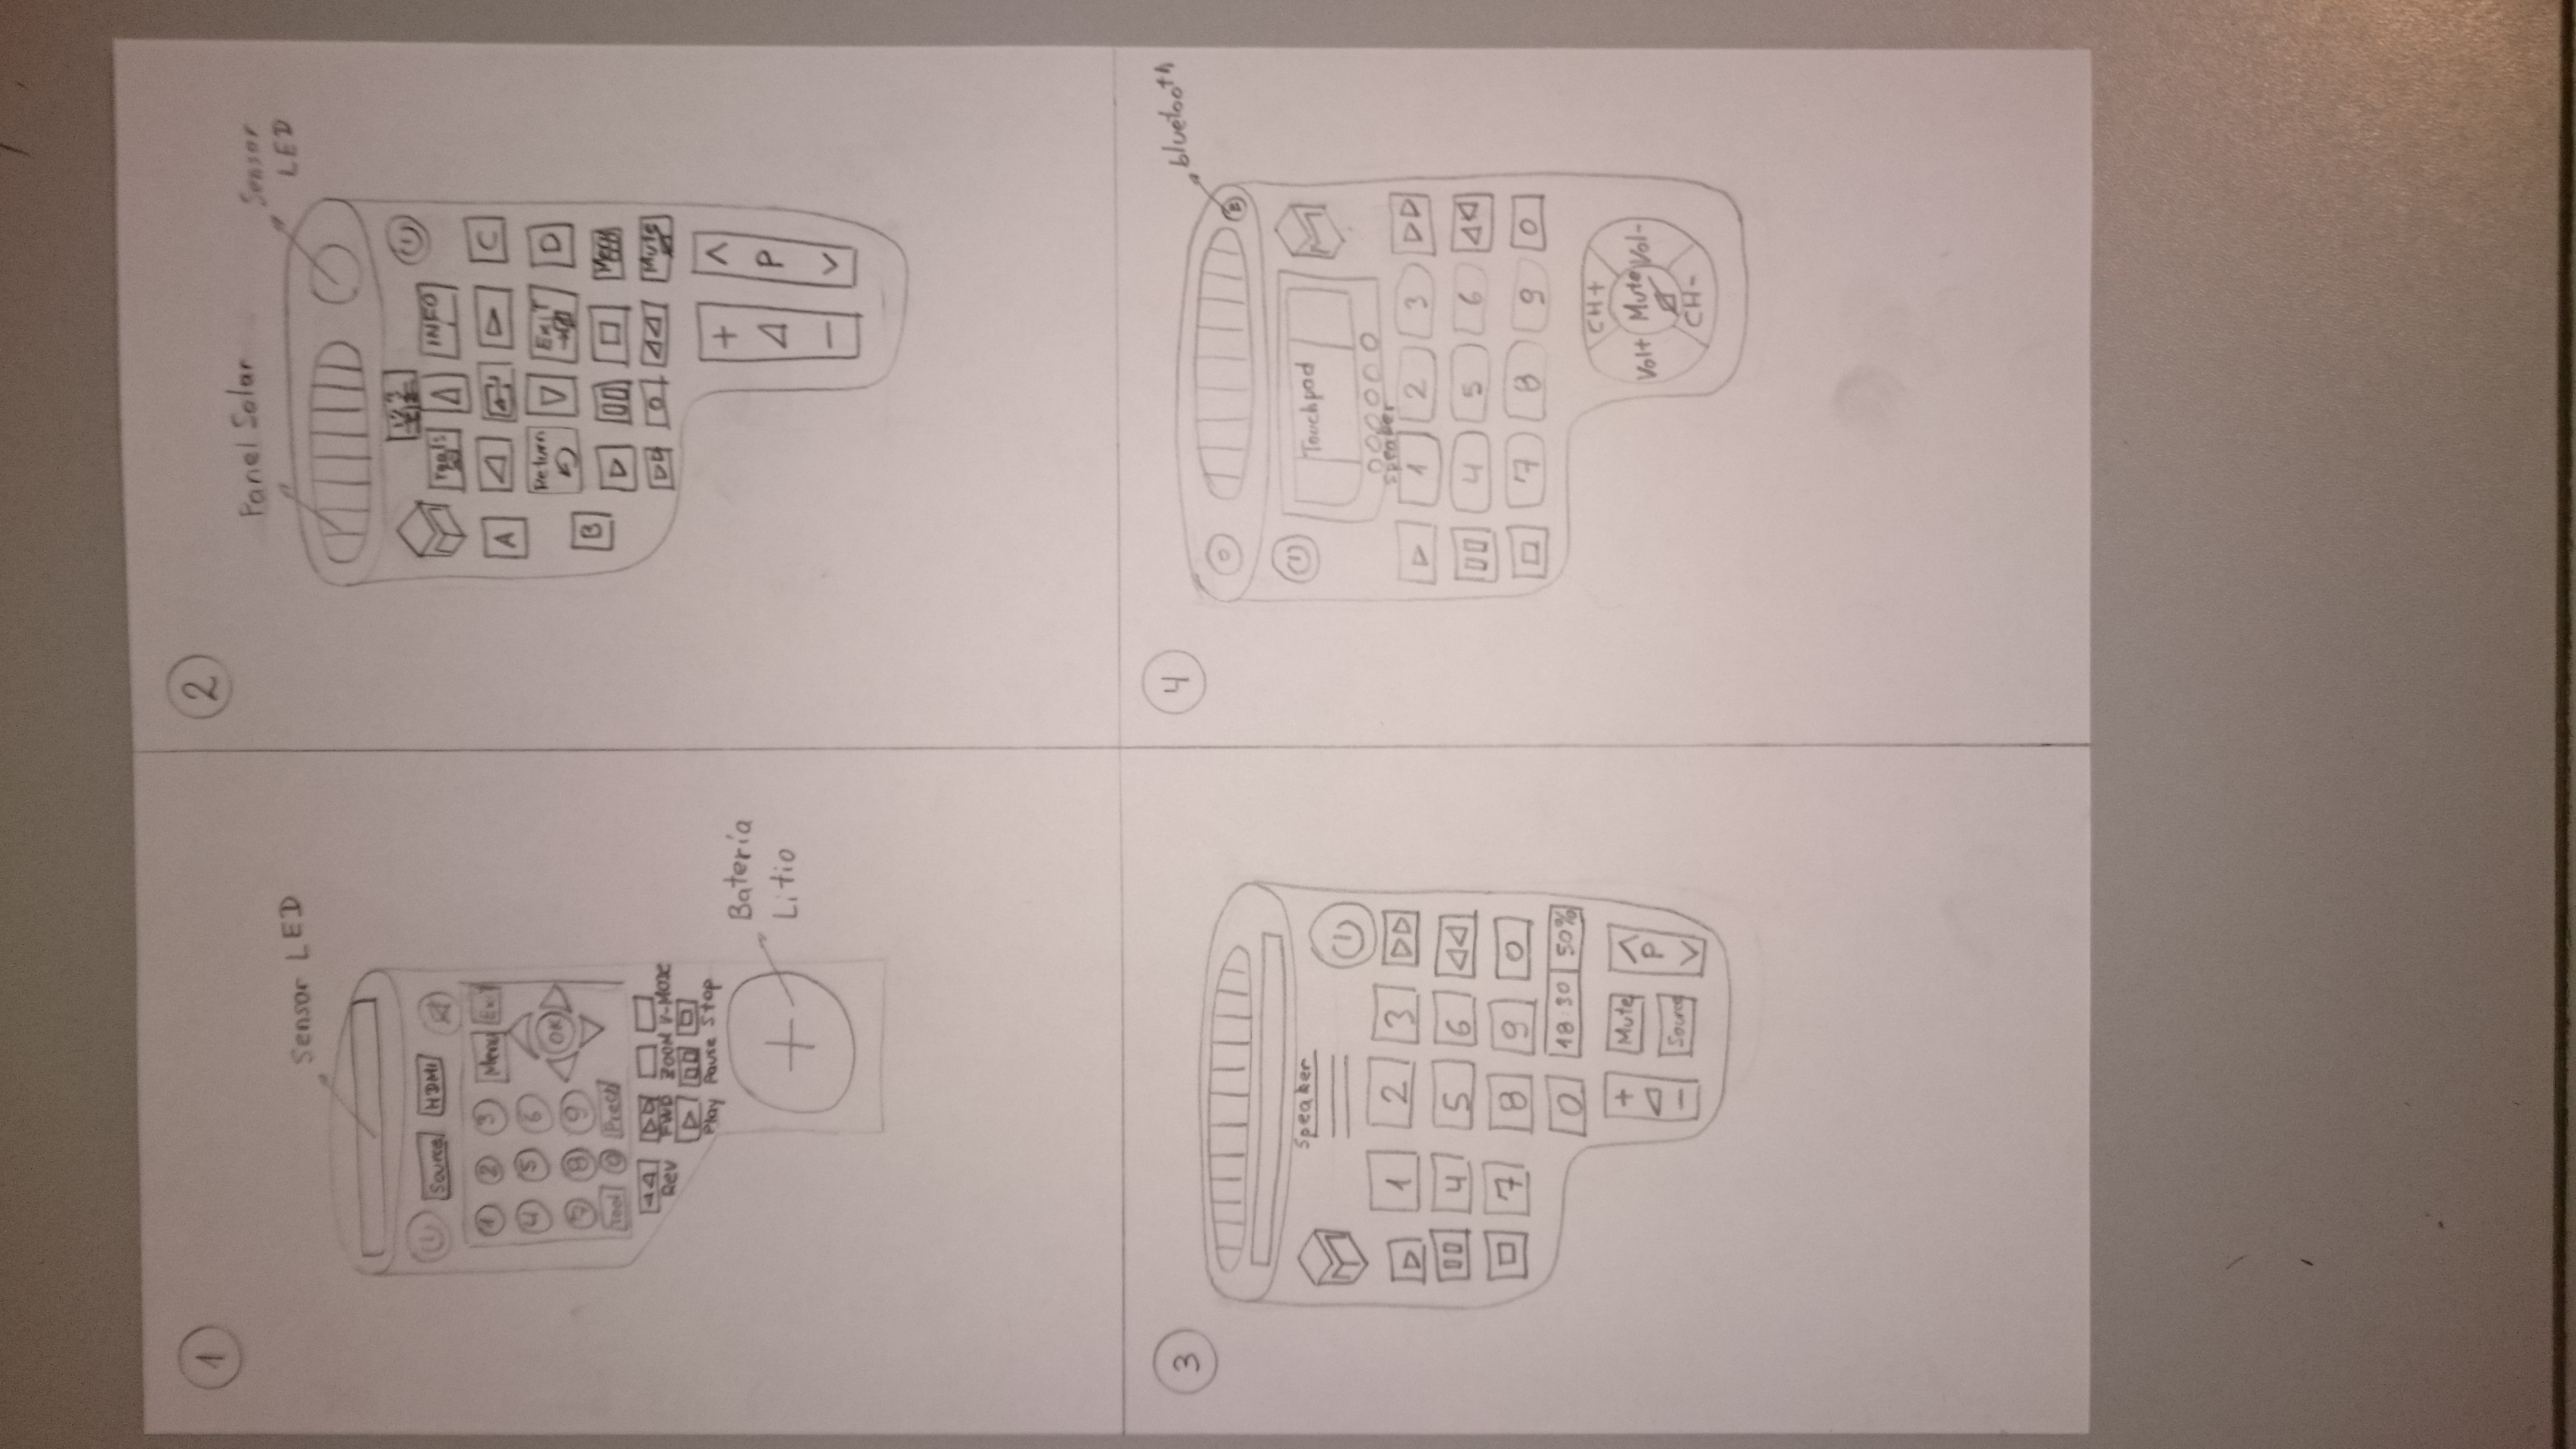 1
Sensor LED
Source HDMI
1 2 3 Menu Exit
4 5 6
OK
7 8 9
Tool 0 Prech
Rev FWD ZOOM V-MODE
Play Pause Stop
+
Batería
Litio
2
Panel Solar
Sensor
LED
Tools INFO
A C
Return EXIT D
B
Menu
Mute
+
P
-
3
Speaker
1 2 3
4 5 6
7 8 9
0 18:30 50%
+ Mute
P
- Source
4
bluetooth
Touchpad
Speaker
1 2 3
4 5 6
7 8 9
CH+
Vol+ Mute Vol-
CH-